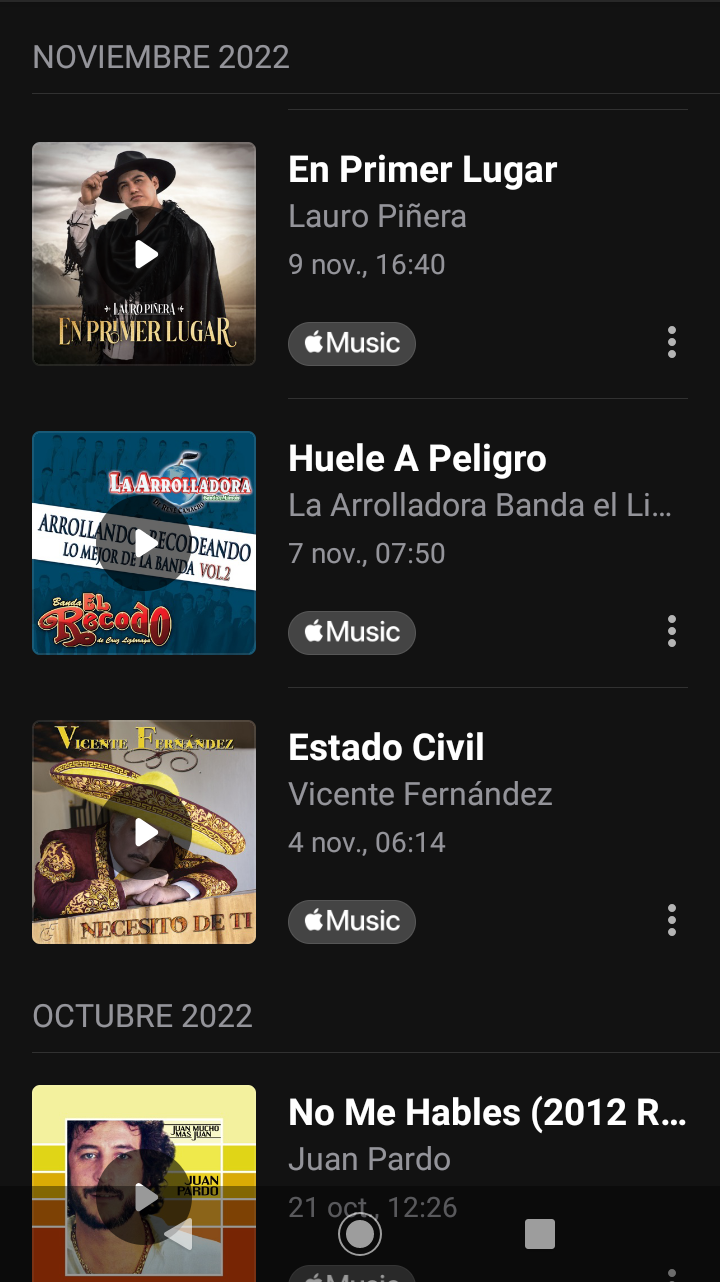 NOVIEMBRE 2022
LAURO PIÑERA
EN PRIMER LUGAR
En Primer Lugar
Lauro Piñera
9 nov., 16:40
Music
LA ARROLLADORA
ARROLLANDO RECODEANDO
LO MEJOR DE LA BANDA VOL.2
Banda EL
Recodo
de Cruz Lizárraga
Huele A Peligro
La Arrolladora Banda el Li...
7 nov., 07:50
Music
VICENTE FERNÁNDEZ
NECESITO DE TI
Estado Civil
Vicente Fernández
4 nov., 06:14
Music
OCTUBRE 2022
JUAN MUCHO
MAS JUAN
JUAN
PARDO
No Me Hables (2012 R...
Juan Pardo
21 oct., 12:26
Music